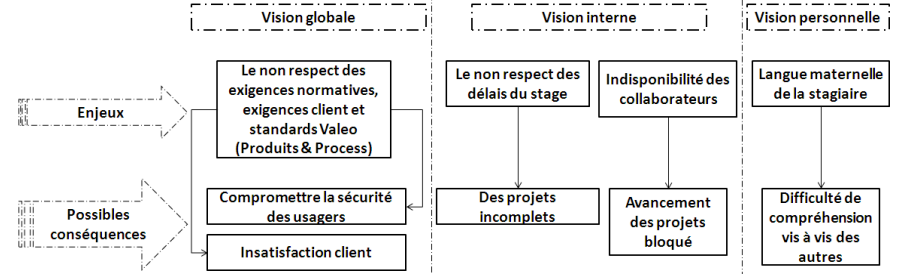 Vision globale
Vision interne
Vision personnelle
Enjeux
Le non respect des
exigences normatives,
exigences client et
standards Valeo
(Produits & Process)
Le non respect des
délais du stage
Indisponibilité des
collaborateurs
Langue maternelle
de la stagiaire
Possibles
conséquences
Compromettre la sécurité
des usagers
Insatisfaction client
Des projets
incomplets
Avancement
des projets
bloqué
Difficulté de
compréhension
vis à vis des
autres